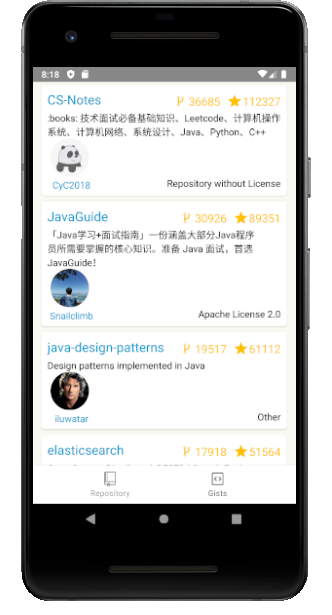 8:18
CS-Notes 36685 112327
:books: 技术面试必备基础知识、Leetcode、计算机操作
系统、计算机网络、系统设计、Java、Python、C++
CyC2018 Repository without License
JavaGuide 30926 89351
「Java学习+面试指南」一份涵盖大部分Java程序
员所需要掌握的核心知识。准备 Java 面试，首选
JavaGuide!
Snailclimb Apache License 2.0
java-design-patterns 19517 61112
Design patterns implemented in Java
iluwatar Other
elasticsearch 17918 51564
Repository Gists